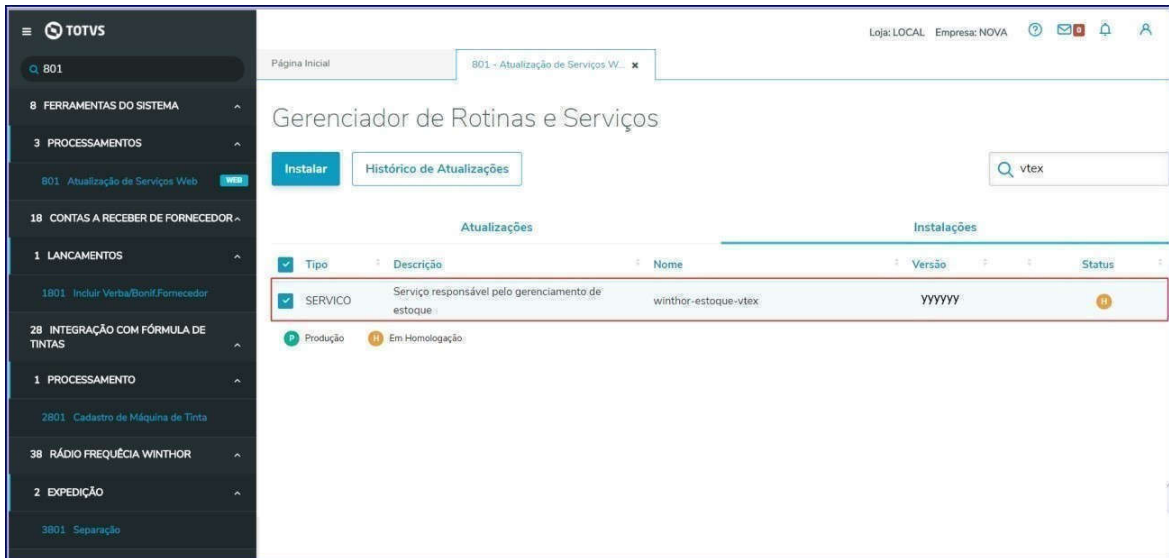 TOTVS
Loja: LOCAL Empresa: NOVA
0
801
Página Inicial
801 - Atualização de Serviços W...
8 FERRAMENTAS DO SISTEMA
3 PROCESSAMENTOS
801 Atualização de Serviços Web WEB
18 CONTAS A RECEBER DE FORNECEDOR
1 LANCAMENTOS
1801 Incluir Verba/Bonif.Fornecedor
28 INTEGRAÇÃO COM FÓRMULA DE
TINTAS
1 PROCESSAMENTO
2801 Cadastro de Máquina de Tinta
38 RÁDIO FREQUÊCIA WINTHOR
2 EXPEDIÇÃO
3801 Separação
Gerenciador de Rotinas e Serviços
Instalar Histórico de Atualizações
vtex
Atualizações Instalações
Tipo Descrição Nome Versão Status
SERVICO Serviço responsável pelo gerenciamento de
estoque winthor-estoque-vtex yyyyyy H
P Produção H Em Homologação